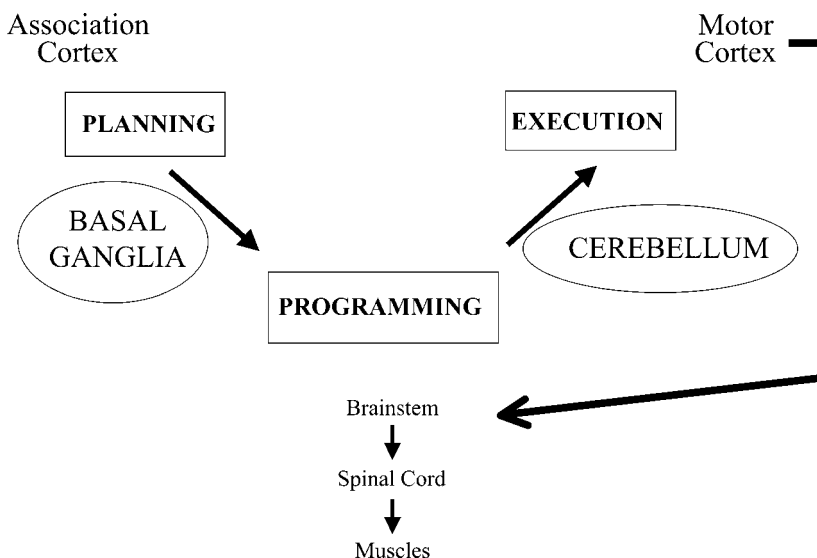 Association
Cortex
Motor
Cortex
PLANNING
EXECUTION
BASAL
GANGLIA
CEREBELLUM
PROGRAMMING
Brainstem
Spinal Cord
Muscles